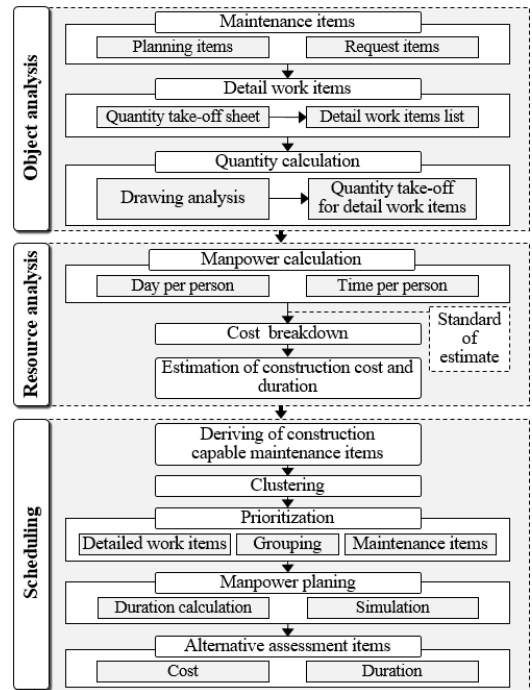 Object analysis
Maintenance items
Planning items
Request items
Detail work items
Quantity take-off sheet
Detail work items list
Quantity calculation
Drawing analysis
Quantity take-off
for detail work items
Resource analysis
Manpower calculation
Day per person
Time per person
Standard
of
estimate
Cost breakdown
Estimation of construction cost and
duration
Scheduling
Deriving of construction
capable maintenance items
Clustering
Prioritization
Detailed work items
Grouping
Maintenance items
Manpower planing
Duration calculation
Simulation
Alternative assessment items
Cost
Duration